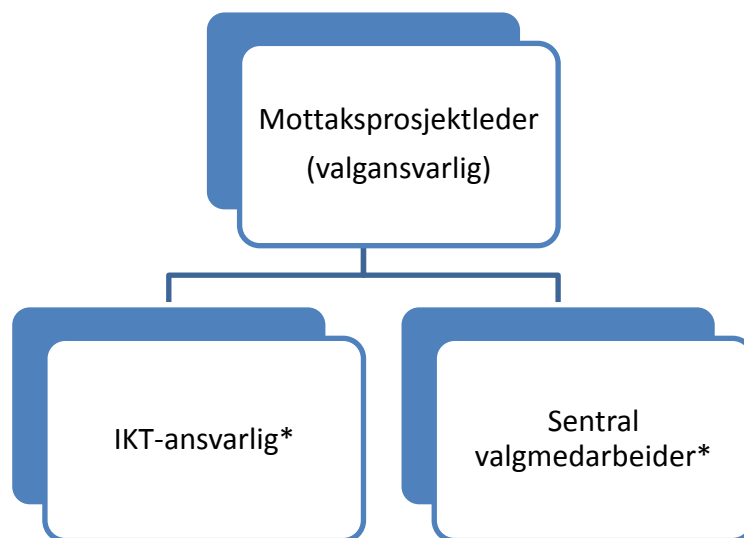 Mottaksprosjektleder
(valgansvarlig)
IKT-ansvarlig*
Sentral
valgmedarbeider*